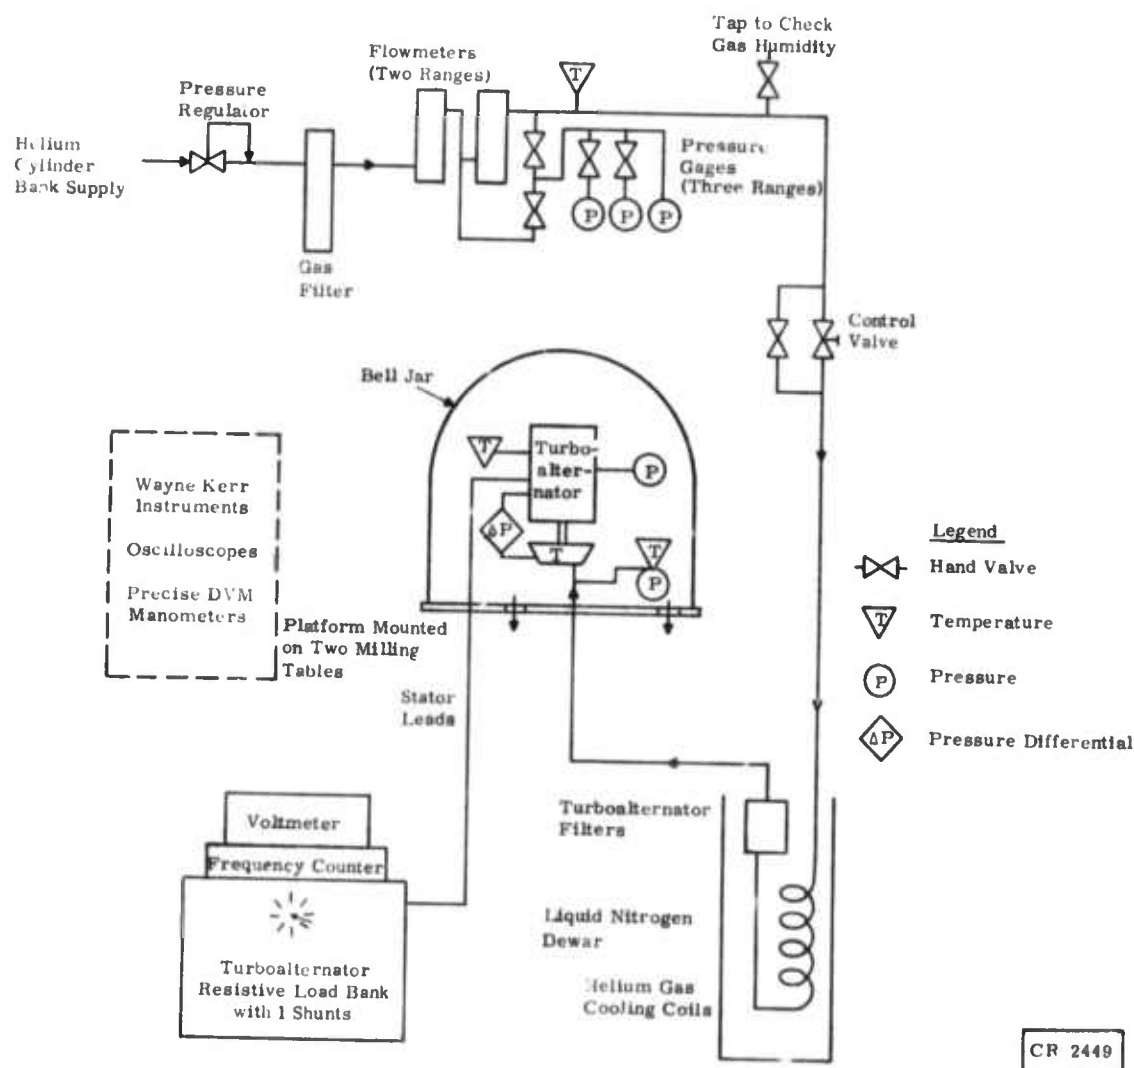 Tap to Check
Gas Humidity
Flowmeters
(Two Ranges)
T
Pressure
Regulator
Helium
Cylinder
Bank Supply
Pressure
Gages
(Three Ranges)
P
P
P
Gas
Filter
Control
Valve
Bell Jar
T
Turbo-
alter-
nator
P
ΔP
T
T
P
Wayne Kerr
Instruments
Oscilloscopes
Precise DVM
Manometers
Platform Mounted
on Two Milling
Tables
Legend
Hand Valve
T
Temperature
P
Pressure
ΔP
Pressure Differential
Stator
Leads
Voltmeter
Frequency Counter
Turboalternator
Resistive Load Bank
with 1 Shunts
Turboalternator
Filters
Liquid Nitrogen
Dewar
Helium Gas
Cooling Coils
CR 2449